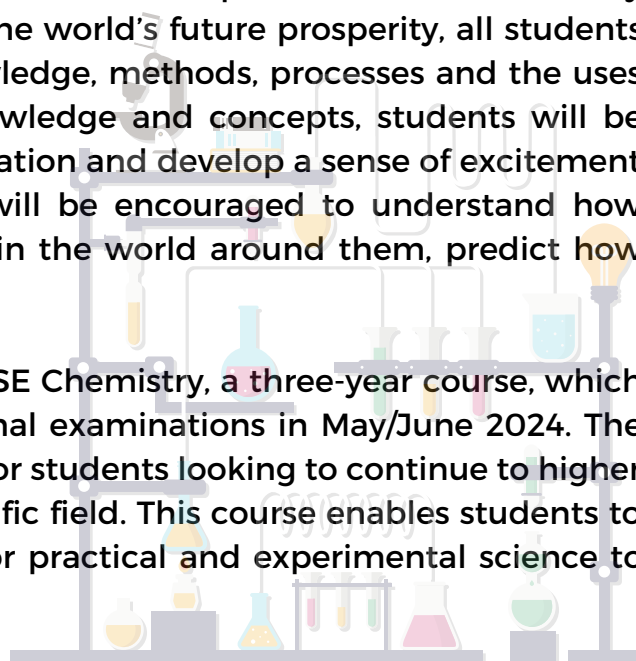 he world's future prosperity, all students
ledge, methods, processes and the uses
wledge and concepts, students will be
ation and develop a sense of excitement
will be encouraged to understand how
in the world around them, predict how
SE Chemistry, a three-year course, which
nal examinations in May/June 2024. The
or students looking to continue to higher
fic field. This course enables students to
or practical and experimental science to